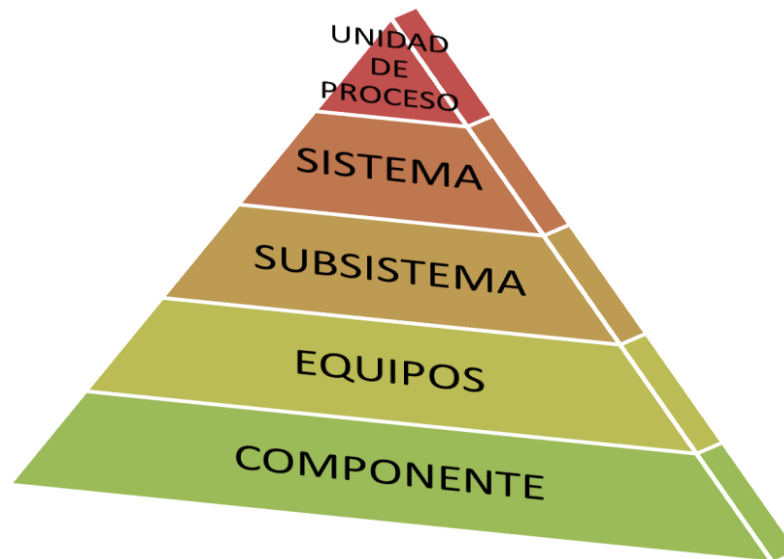 UNIDAD
DE
PROCESO
SISTEMA
SUBSISTEMA
EQUIPOS
COMPONENTE